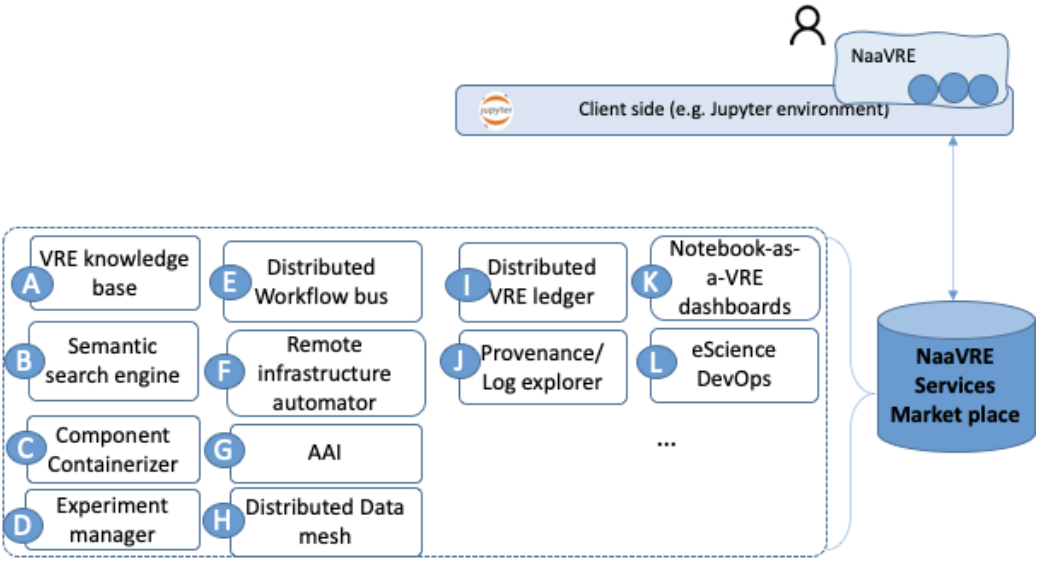 NaaVRE
jupyter
Client side (e.g. Jupyter environment)
A
VRE knowledge
base
B
Semantic
search engine
C
Component
Containerizer
D
Experiment
manager
E
Distributed
Workflow bus
F
Remote
infrastructure
automator
G
AAI
H
Distributed Data
mesh
I
Distributed
VRE ledger
J
Provenance/
Log explorer
K
Notebook-as-
a-VRE
dashboards
L
eScience
DevOps
...
NaaVRE
Services
Market place